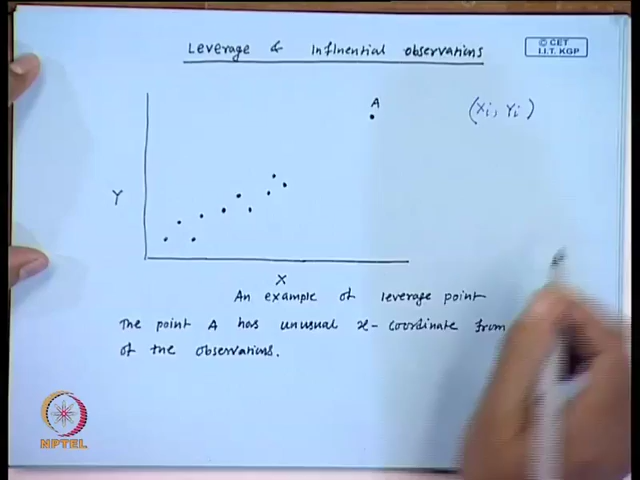 Leverage & Influential observations
© CET
I.I.T. KGP
A
(Xi, Yi)
Y
X
An example of leverage point
The point A has unusual x-coordinate from
of the observations.
NPTEL